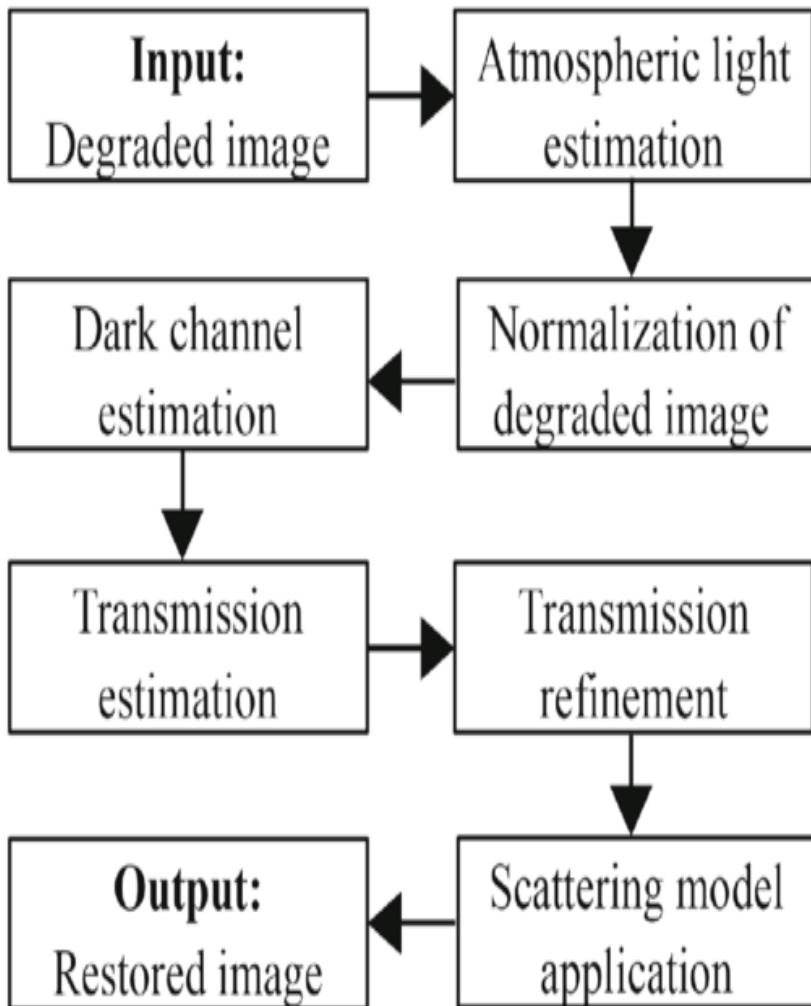 Input:
Degraded image
Atmospheric light
estimation
Normalization of
degraded image
Dark channel
estimation
Transmission
estimation
Transmission
refinement
Scattering model
application
Output:
Restored image